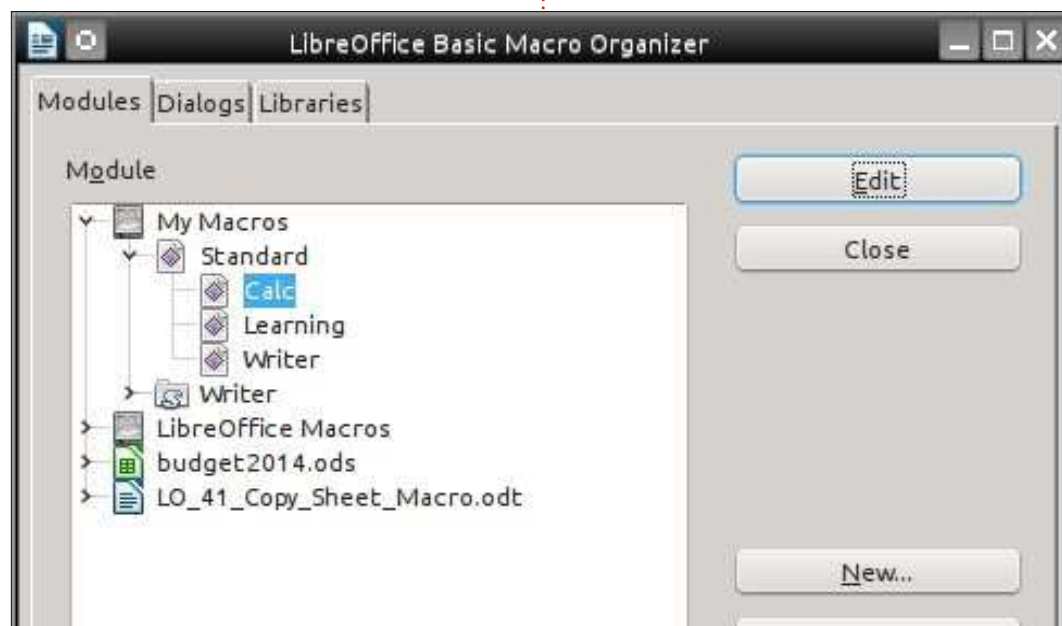 LibreOffice Basic Macro Organizer
Modules Dialogs Libraries
Module
Edit
My Macros
Standard
Close
Calc
Learning
Writer
Writer
LibreOffice Macros
budget2014.ods
LO_41_Copy_Sheet_Macro.odt
New...